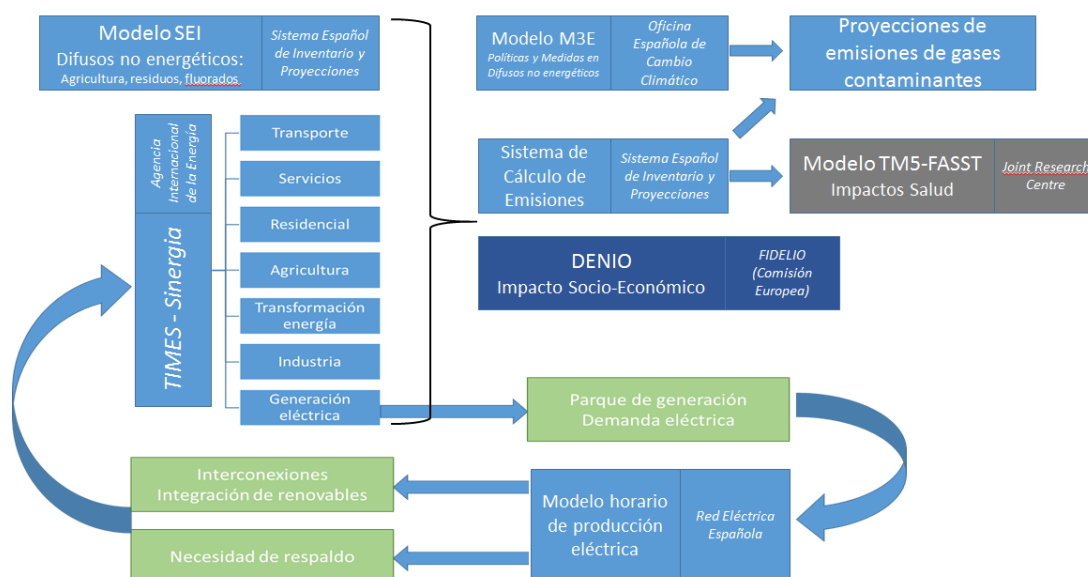 Modelo SEI
Difusos no energéticos:
Agricultura, residuos, fluorados
Sistema Español
de Inventario y
Proyecciones
Modelo M3E
Políticas y Medidas en
Difusos no energéticos
Oficina
Española de
Cambio
Climático
Proyecciones de
emisiones de gases
contaminantes
Agencia
Internacional
de la Energía
TIMES - Sinergia
Transporte
Servicios
Residencial
Agricultura
Transformación
energía
Industria
Generación
eléctrica
Sistema de
Cálculo de
Emisiones
Sistema Español
de Inventario y
Proyecciones
Modelo TM5-FASST
Impactos Salud
Joint Research
Centre
DENIO
Impacto Socio-Económico
FIDELIO
(Comisión
Europea)
Parque de generación
Demanda eléctrica
Interconexiones
Integración de renovables
Necesidad de respaldo
Modelo horario
de producción
eléctrica
Red Eléctrica
Española